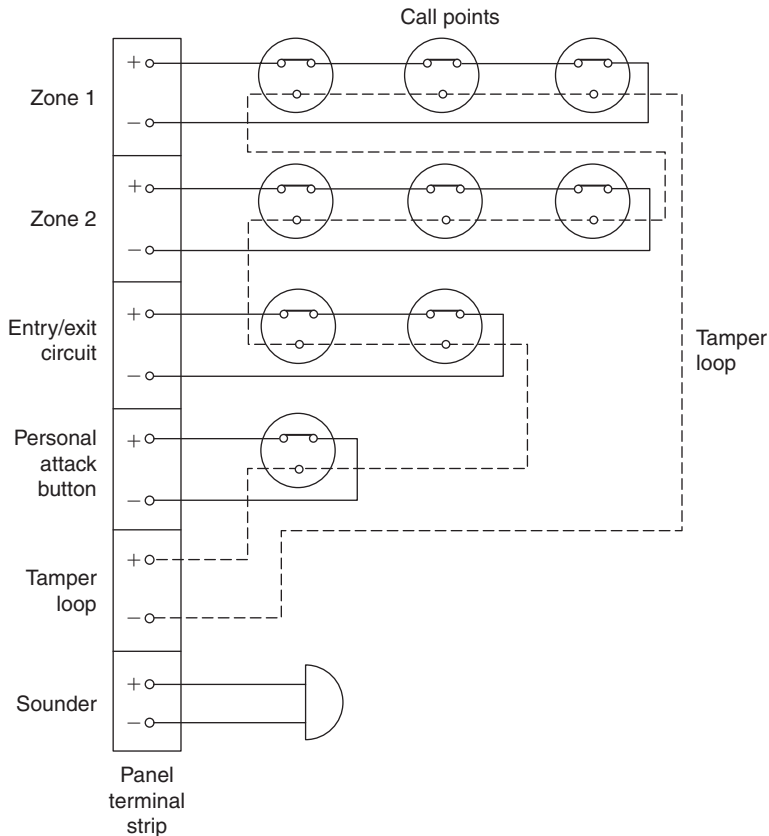 Call points
+
Zone 1
−
+
Zone 2
−
+
Entry/exit
circuit
−
Tamper
loop
+
Personal
attack
button
−
+
Tamper
loop
−
+
Sounder
−
Panel
terminal
strip